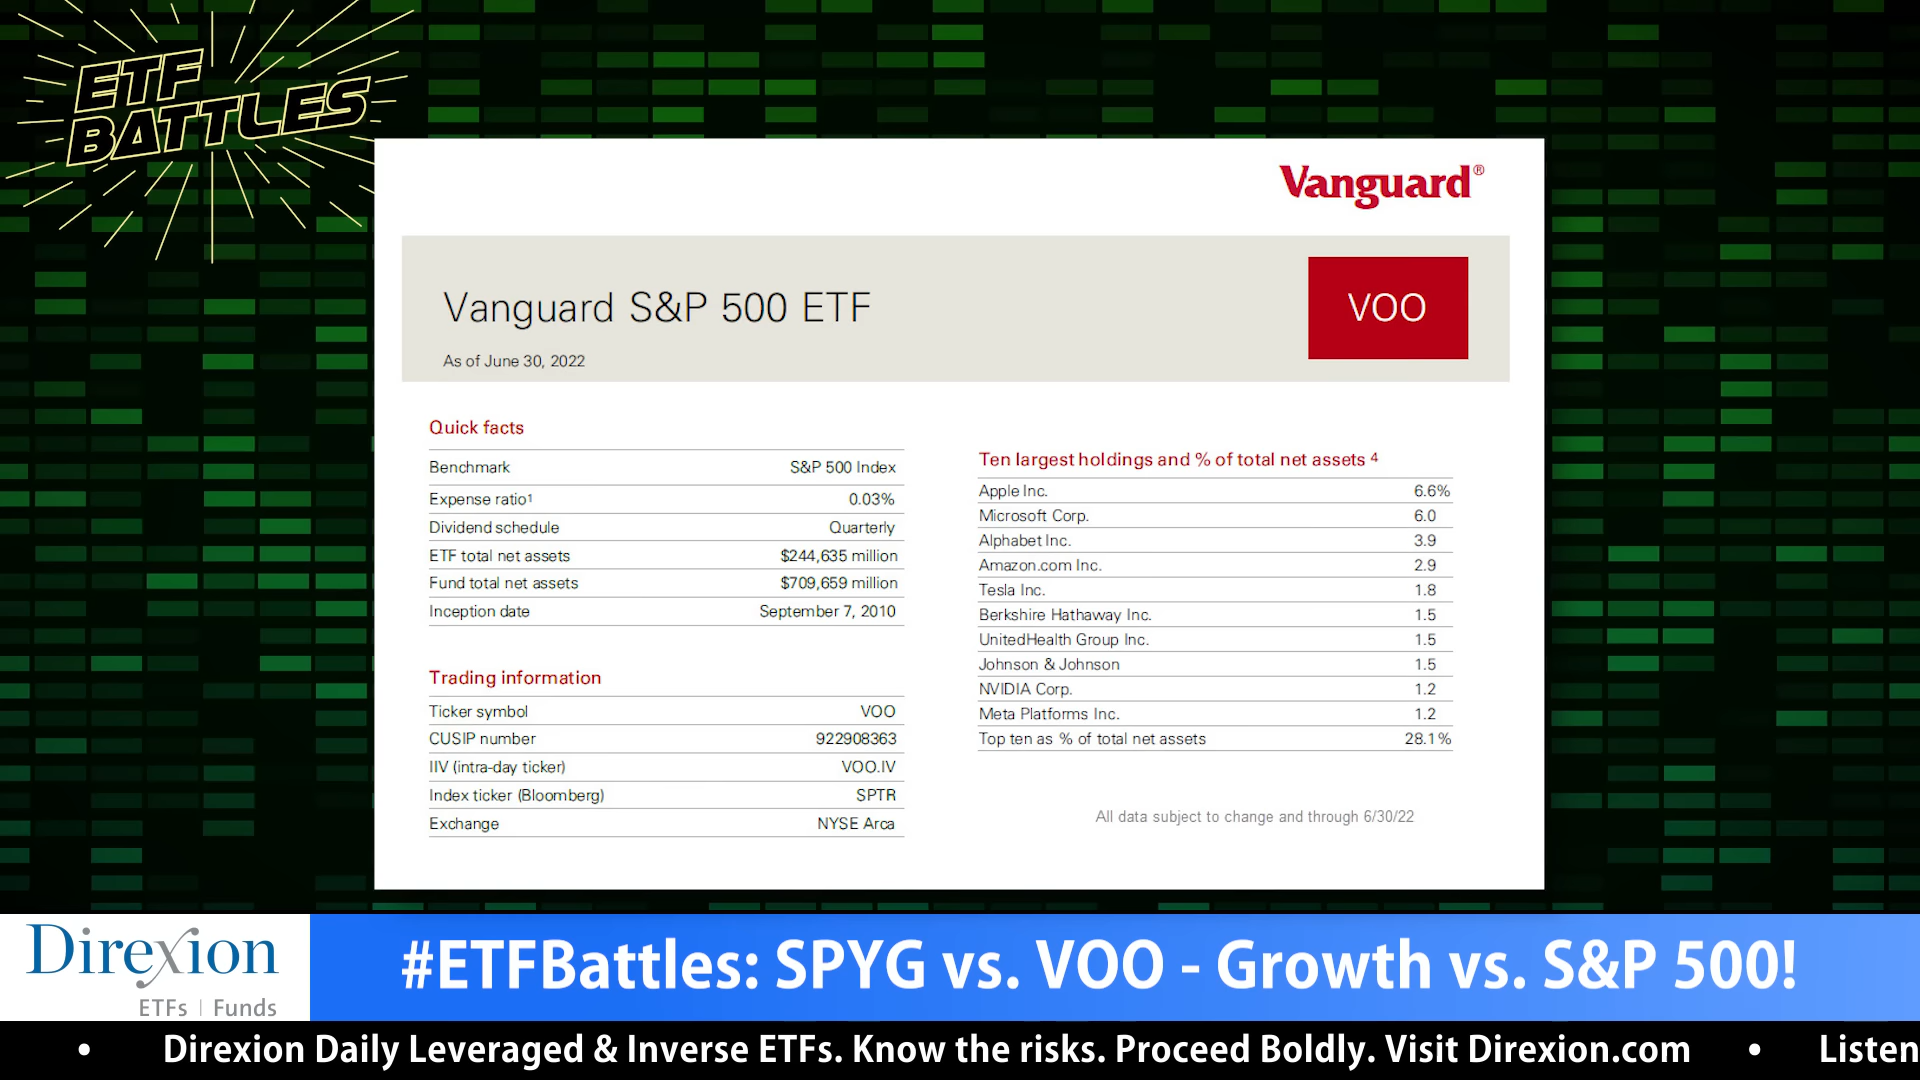 ETF
BATTLES
Vanguard®
Vanguard S&P 500 ETF
VOO
As of June 30, 2022
Quick facts
Benchmark S&P 500 Index
Expense ratio¹ 0.03%
Dividend schedule Quarterly
ETF total net assets $244,635 million
Fund total net assets $709,659 million
Inception date September 7, 2010
Trading information
Ticker symbol VOO
CUSIP number 922908363
IIV (intra-day ticker) VOO.IV
Index ticker (Bloomberg) SPTR
Exchange NYSE Arca
Ten largest holdings and % of total net assets ⁴
Apple Inc. 6.6%
Microsoft Corp. 6.0
Alphabet Inc. 3.9
Amazon.com Inc. 2.9
Tesla Inc. 1.8
Berkshire Hathaway Inc. 1.5
UnitedHealth Group Inc. 1.5
Johnson & Johnson 1.5
NVIDIA Corp. 1.2
Meta Platforms Inc. 1.2
Top ten as % of total net assets 28.1%
All data subject to change and through 6/30/22
Direxion
ETFs | Funds
#ETFBattles: SPYG vs. VOO - Growth vs. S&P 500!
• Direxion Daily Leveraged & Inverse ETFs. Know the risks. Proceed Boldly. Visit Direxion.com • Listen